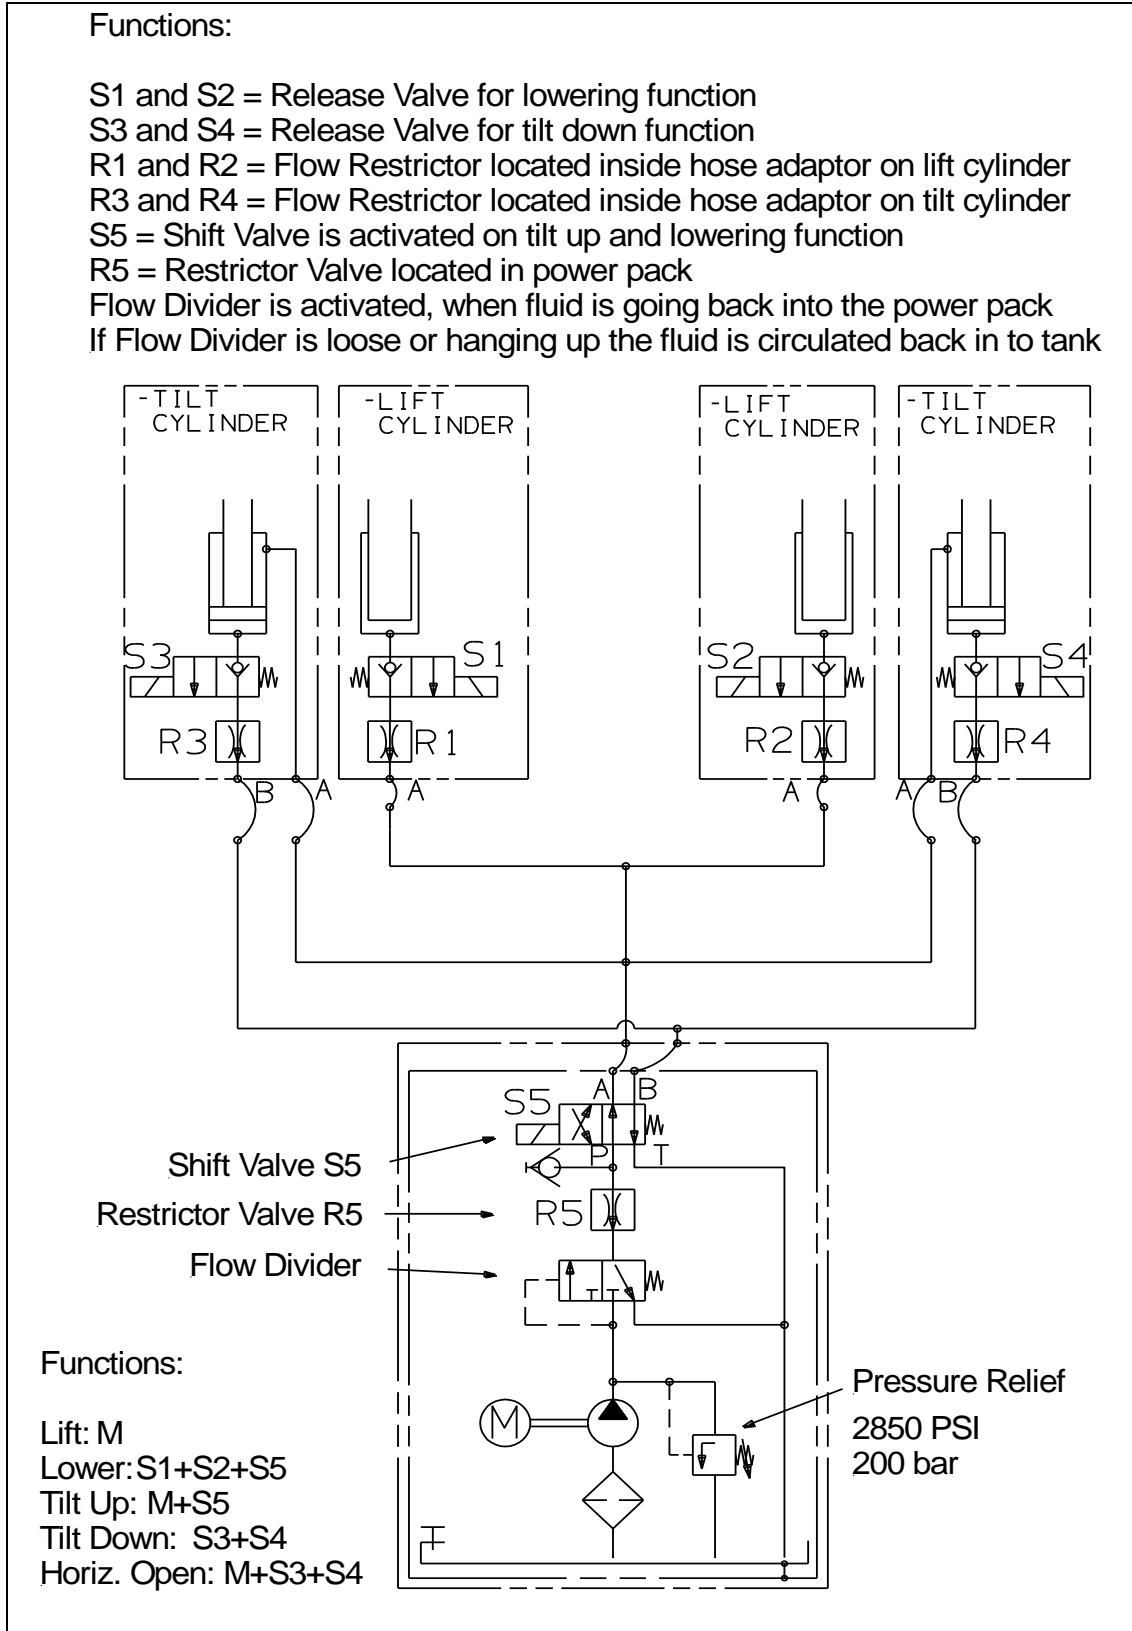 Functions:
S1 and S2 = Release Valve for lowering function
S3 and S4 = Release Valve for tilt down function
R1 and R2 = Flow Restrictor located inside hose adaptor on lift cylinder
R3 and R4 = Flow Restrictor located inside hose adaptor on tilt cylinder
S5 = Shift Valve is activated on tilt up and lowering function
R5 = Restrictor Valve located in power pack
Flow Divider is activated, when fluid is going back into the power pack
If Flow Divider is loose or hanging up the fluid is circulated back in to tank
-TILT
CYLINDER
-LIFT
CYLINDER
-LIFT
CYLINDER
-TILT
CYLINDER
S3
S1
S2
S4
R3
R1
R2
R4
B
A
A
A
A
B
A
B
S5
P
T
Shift Valve S5
Restrictor Valve R5
R5
Flow Divider
M
Pressure Relief
2850 PSI
200 bar
Functions:
Lift: M
Lower:S1+S2+S5
Tilt Up: M+S5
Tilt Down: S3+S4
Horiz. Open: M+S3+S4